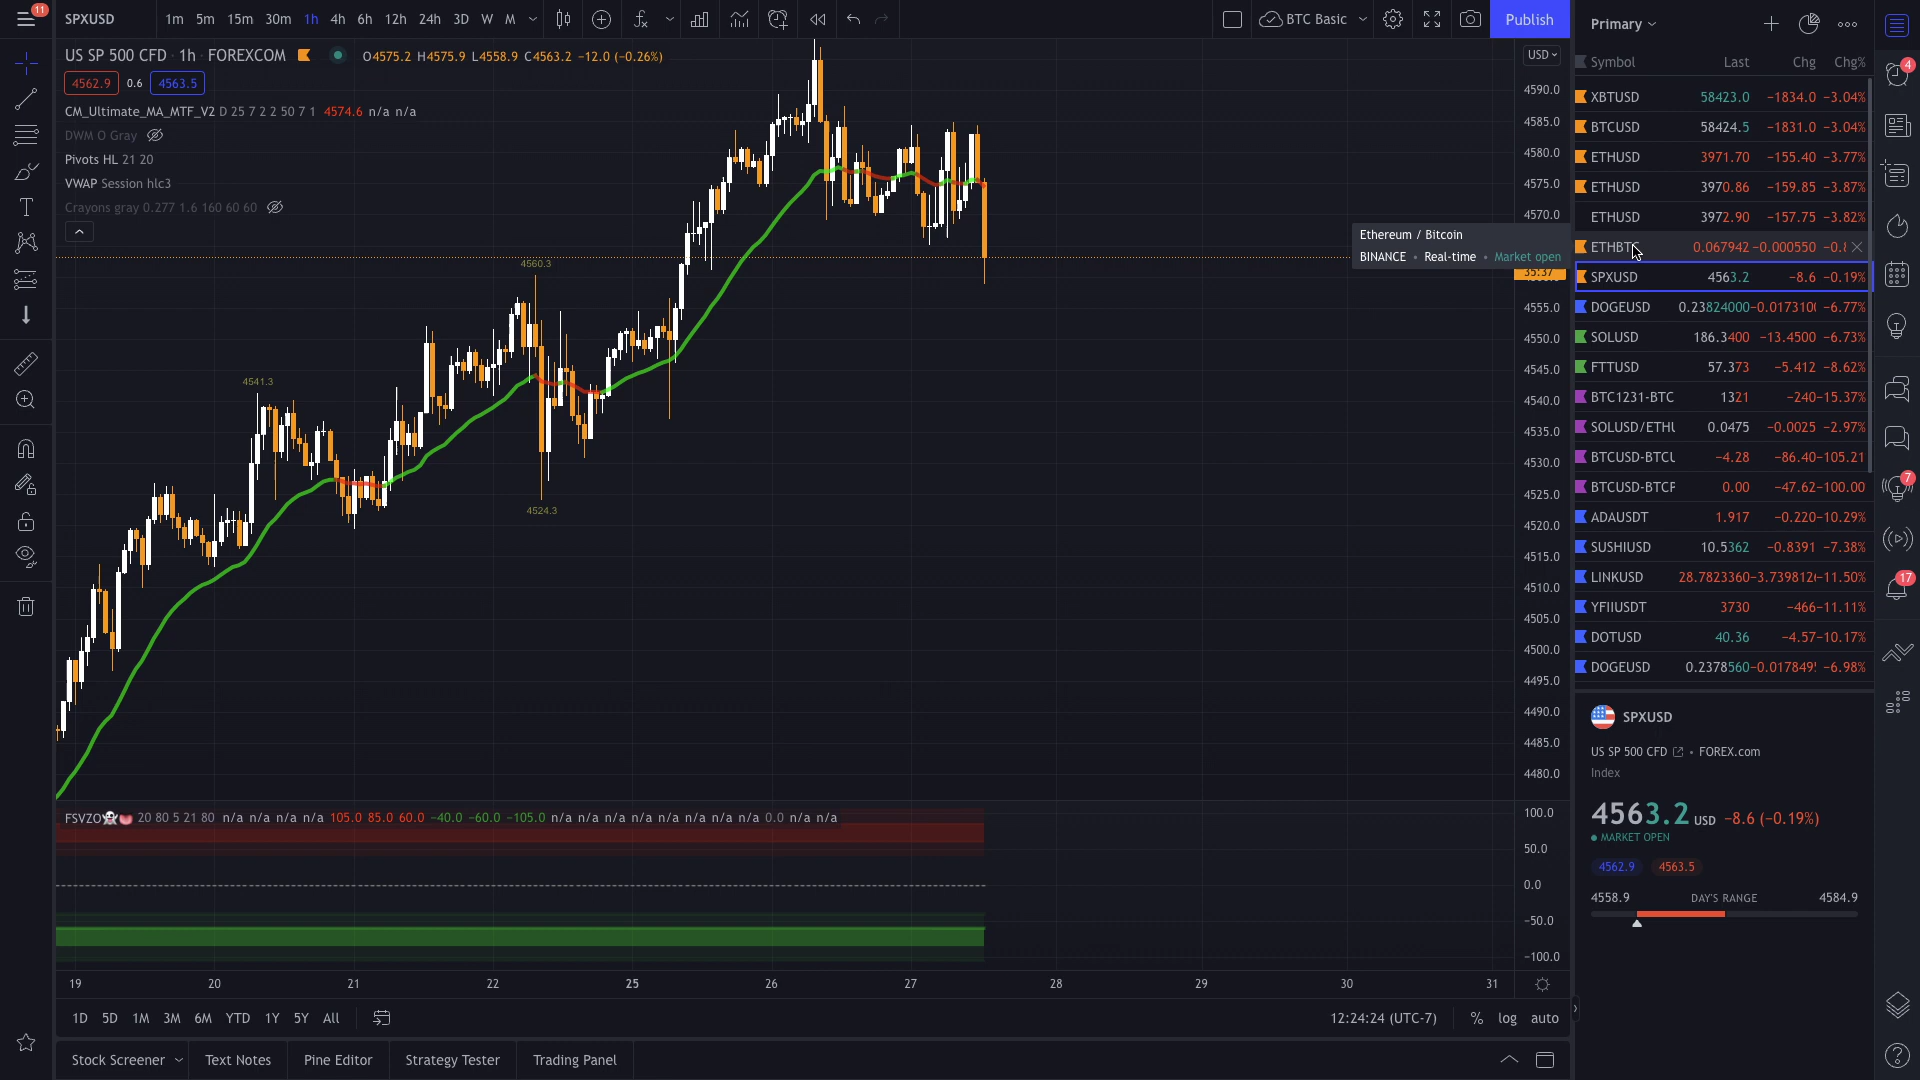 11
SPXUSD
1m 5m 15m 30m 1h 4h 6h 12h 24h 3D W M
BTC Basic
Publish
US SP 500 CFD · 1h · FOREXCOM O4575.2 H4575.9 L4558.9 C4563.2 −12.0 (−0.26%)
4562.9 0.6 4563.5
CM_Ultimate_MA_MTF_V2 D 25 7 2 2 50 7 1 4574.6 n/a n/a
DWM O Gray
Pivots HL 21 20
VWAP Session hlc3
Crayons gray 0.277 1.6 160 60 60
4560.3
4541.3
4524.3
USD
4590.0
4585.0
4580.0
4575.0
4570.0
35:37
4555.0
4550.0
4545.0
4540.0
4535.0
4530.0
4525.0
4520.0
4515.0
4510.0
4505.0
4500.0
4495.0
4490.0
4485.0
4480.0
Ethereum / Bitcoin
BINANCE • Real-time • Market open
FSVZO 20 80 5 21 80 n/a n/a n/a n/a 105.0 85.0 60.0 −40.0 −60.0 −105.0 n/a n/a n/a n/a n/a n/a n/a n/a n/a 0.0 n/a n/a
100.0
50.0
0.0
−50.0
−100.0
19 20 21 22 25 26 27 28 29 30 31
1D 5D 1M 3M 6M YTD 1Y 5Y All
12:24:24 (UTC-7) % log auto
Stock Screener Text Notes Pine Editor Strategy Tester Trading Panel
Primary
Symbol Last Chg Chg%
XBTUSD 58423.0 −1834.0 −3.04%
BTCUSD 58424.5 −1831.0 −3.04%
ETHUSD 3971.70 −155.40 −3.77%
ETHUSD 3970.86 −159.85 −3.87%
ETHUSD 3972.90 −157.75 −3.82%
ETHBT 0.067942 −0.000550 −0.8
SPXUSD 4563.2 −8.6 −0.19%
DOGEUSD 0.23824000 −0.0173100 −6.77%
SOLUSD 186.3400 −13.4500 −6.73%
FTTUSD 57.373 −5.412 −8.62%
BTC1231-BTC 1321 −240 −15.37%
SOLUSD/ETHU 0.0475 −0.0025 −2.97%
BTCUSD-BTCU −4.28 −86.40 −105.21
BTCUSD-BTCP 0.00 −47.62 −100.00
ADAUSDT 1.917 −0.220 −10.29%
SUSHIUSD 10.5362 −0.8391 −7.38%
LINKUSD 28.7823360 −3.739812 −11.50%
YFIIUSDT 3730 −466 −11.11%
DOTUSD 40.36 −4.57 −10.17%
DOGEUSD 0.2378560 −0.017849 −6.98%
SPXUSD
US SP 500 CFD • FOREX.com
Index
4563.2 USD −8.6 (−0.19%)
● MARKET OPEN
4562.9 4563.5
4558.9 DAY'S RANGE 4584.9
4
7
17